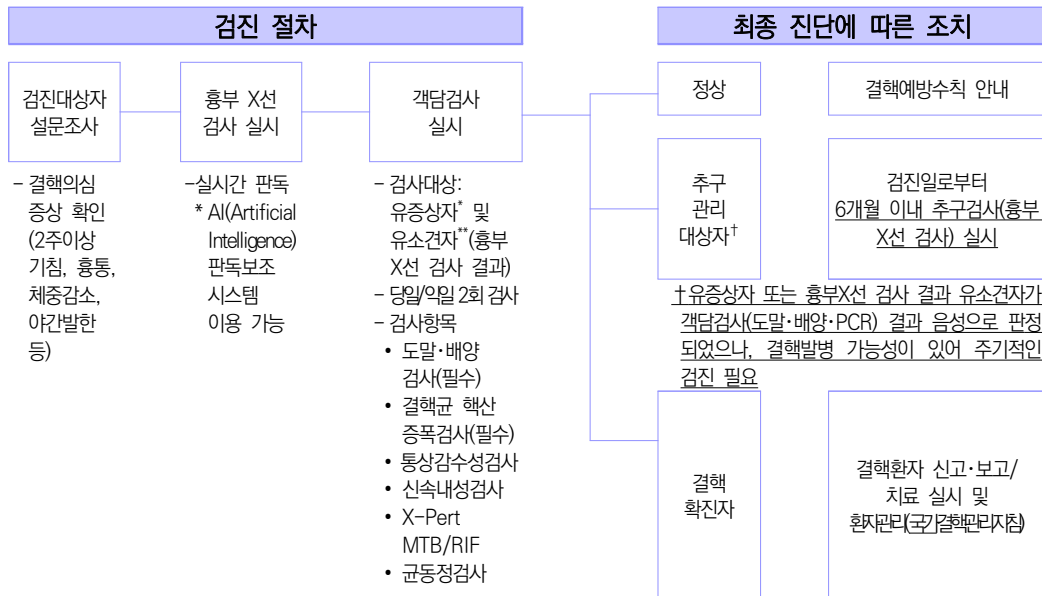 검진 절차
검진대상자
설문조사
- 결핵의심
증상 확인
(2주이상
기침, 흉통,
체중감소,
야간발한
등)
흉부 X선
검사 실시
-실시간 판독
* AI(Artificial
Intelligence)
판독보조
시스템
이용 가능
객담검사
실시
- 검사대상:
유증상자* 및
유소견자**(흉부
X선 검사 결과)
- 당일/익일 2회 검사
- 검사항목
• 도말·배양
검사(필수)
• 결핵균 핵산
증폭검사(필수)
• 통상감수성검사
• 신속내성검사
• X-Pert
MTB/RIF
• 균동정검사
최종 진단에 따른 조치
정상
결핵예방수칙 안내
추구
관리
대상자†
검진일로부터
6개월 이내 추구검사(흉부
X선 검사) 실시
†유증상자 또는 흉부X선 검사 결과 유소견자가
객담검사(도말·배양·PCR) 결과 음성으로 판정
되었으나, 결핵발병 가능성이 있어 주기적인
검진 필요
결핵
확진자
결핵환자 신고·보고/
치료 실시 및
환자관리(국가결핵관리지침)